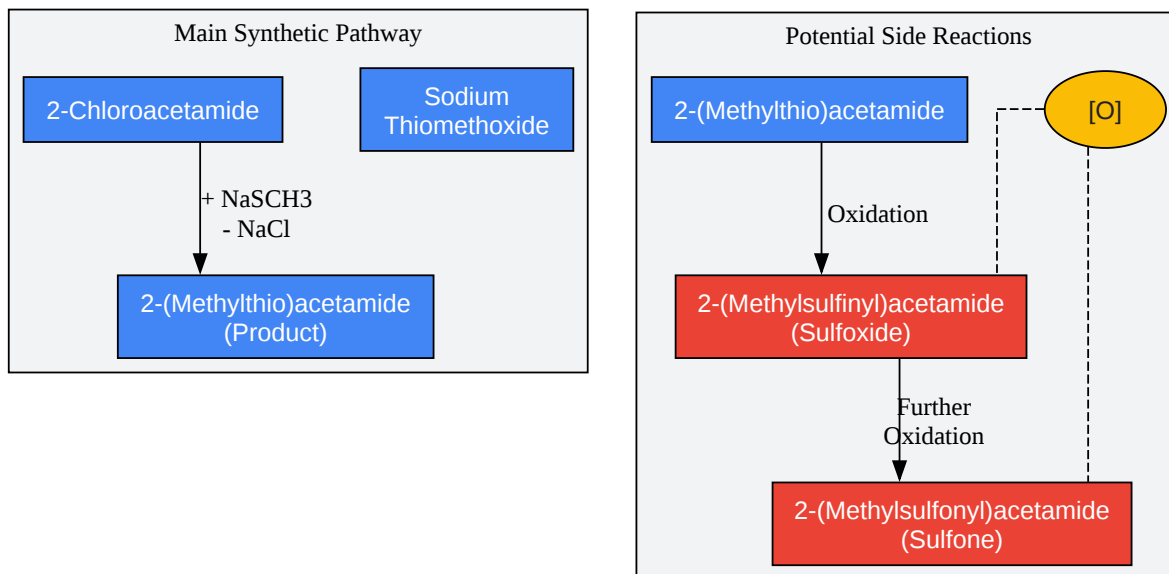 Main Synthetic Pathway
2-Chloroacetamide
Sodium
Thiomethoxide
+ NaSCH3
- NaCl
2-(Methylthio)acetamide
(Product)
Potential Side Reactions
2-(Methylthio)acetamide
[O]
Oxidation
2-(Methylsulfinyl)acetamide
(Sulfoxide)
Further
Oxidation
2-(Methylsulfonyl)acetamide
(Sulfone)